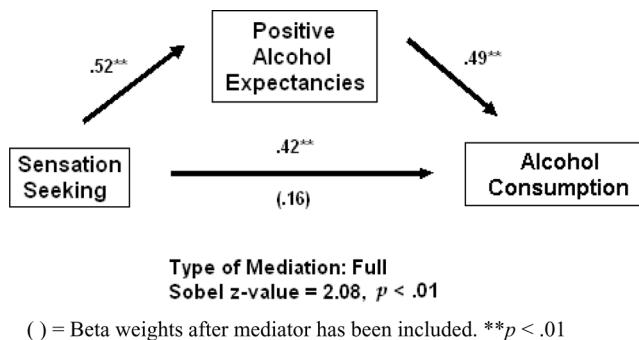 Positive
Alcohol
Expectancies
.52**
.49**
Sensation
Seeking
.42**
(.16)
Alcohol
Consumption
Type of Mediation: Full
Sobel z-value = 2.08, p < .01
( ) = Beta weights after mediator has been included. **p < .01